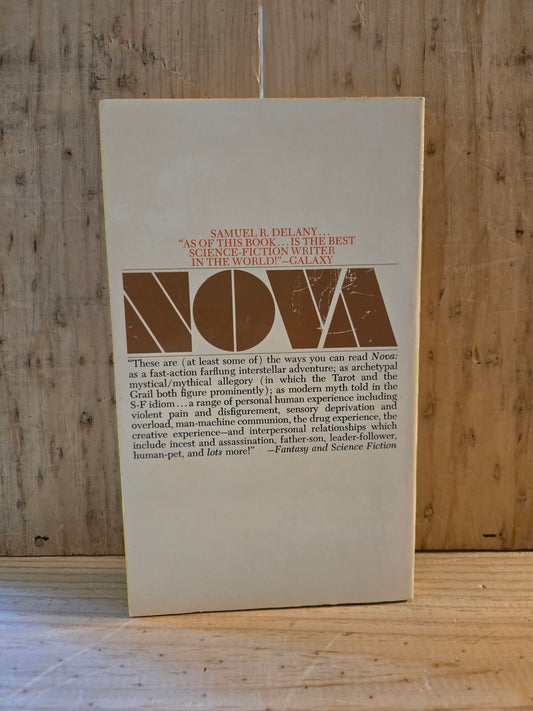 SAMUEL R. DELANY...
"AS OF THIS BOOK...IS THE BEST
SCIENCE-FICTION WRITER
IN THE WORLD!"—GALAXY
NOVA
"These are (at least some of) the ways you can read Nova:
as a fast-action farflung interstellar adventure; as archetypal
mystical/mythical allegory (in which the Tarot and the
Grail both figure prominently); as modern myth told in the
S-F idiom...a range of personal human experience including
violent pain and disfigurement, sensory deprivation and
overload, man-machine communion, the drug experience, the
creative experience—and interpersonal relationships which
include incest and assassination, father-son, leader-follower,
human-pet, and lots more!" —Fantasy and Science Fiction